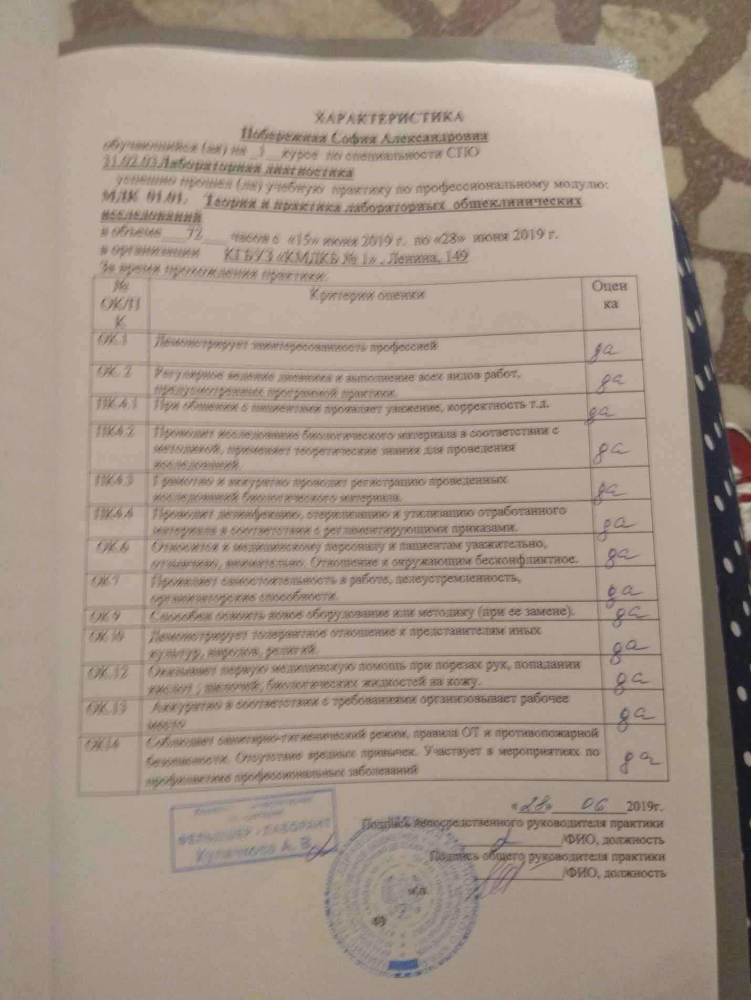 ХАРАКТЕРИСТИКА
Побережная София Александровна
обучающийся (ая) на _1__курсе по специальности СПО
31.02.03Лабораторная диагностика
успешно прошел (ла) учебную практику по профессиональному модулю:
МДК 01.01. Теория и практика лабораторных общеклинических
исследований
в объеме___72___ часов с «15» июня 2019 г. по «28» июня 2019 г.
в организации КГБУЗ «КМДКБ № 1» , Ленина, 149
За время прохождения практики:
№
ОК/П
К
Критерии оценки
Оцен
ка
ОК.1 Демонстрирует заинтересованность профессией да
ОК. 2 Регулярное ведение дневника и выполнение всех видов работ, да
предусмотренных программой практики.
ПК.4.1 При общении с пациентами проявляет уважение, корректность т.д. да
ПК4.2 Проводит исследование биологического материала в соответствии с
методикой, применяет теоретические знания для проведения да
исследований.
ПК4.3 Грамотно и аккуратно проводит регистрацию проведенных да
исследований биологического материала.
ПК4.4 Проводит дезинфекцию, стерилизацию и утилизацию отработанного да
материала в соответствии с регламентирующими приказами.
ОК.6 Относится к медицинскому персоналу и пациентам уважительно, да
отзывчиво, внимательно. Отношение к окружающим бесконфликтное.
ОК7 Проявляет самостоятельность в работе, целеустремленность, да
организаторские способности.
ОК9 Способен освоить новое оборудование или методику (при ее замене). да
ОК10 Демонстрирует толерантное отношение к представителям иных да
культур, народов, религий.
ОК.12 Оказывает первую медицинскую помощь при порезах рук, попадании да
кислот ; щелочей, биологических жидкостей на кожу.
ОК.13 Аккуратно в соответствии с требованиями организовывает рабочее да
место
ОК14 Соблюдает санитарно-гигиенический режим, правила ОТ и противопожарной
безопасности. Отсутствие вредных привычек. Участвует в мероприятиях по да
профилактике профессиональных заболеваний
«28» 06 2019г.
Подпись непосредственного руководителя практики
/ФИО, должность
Подпись общего руководителя практики
/ФИО, должность
ФЕЛЬДШЕР - ЛАБОРАНТ
А. В.
м.п.
49